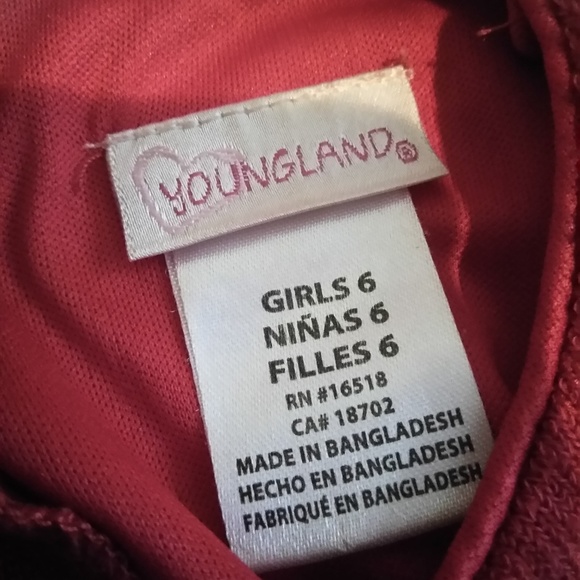 YOUNGLAND®
GIRLS 6
NIÑAS 6
FILLES 6
RN #16518
CA# 18702
MADE IN BANGLADESH
HECHO EN BANGLADESH
FABRIQUÉ EN BANGLADESH